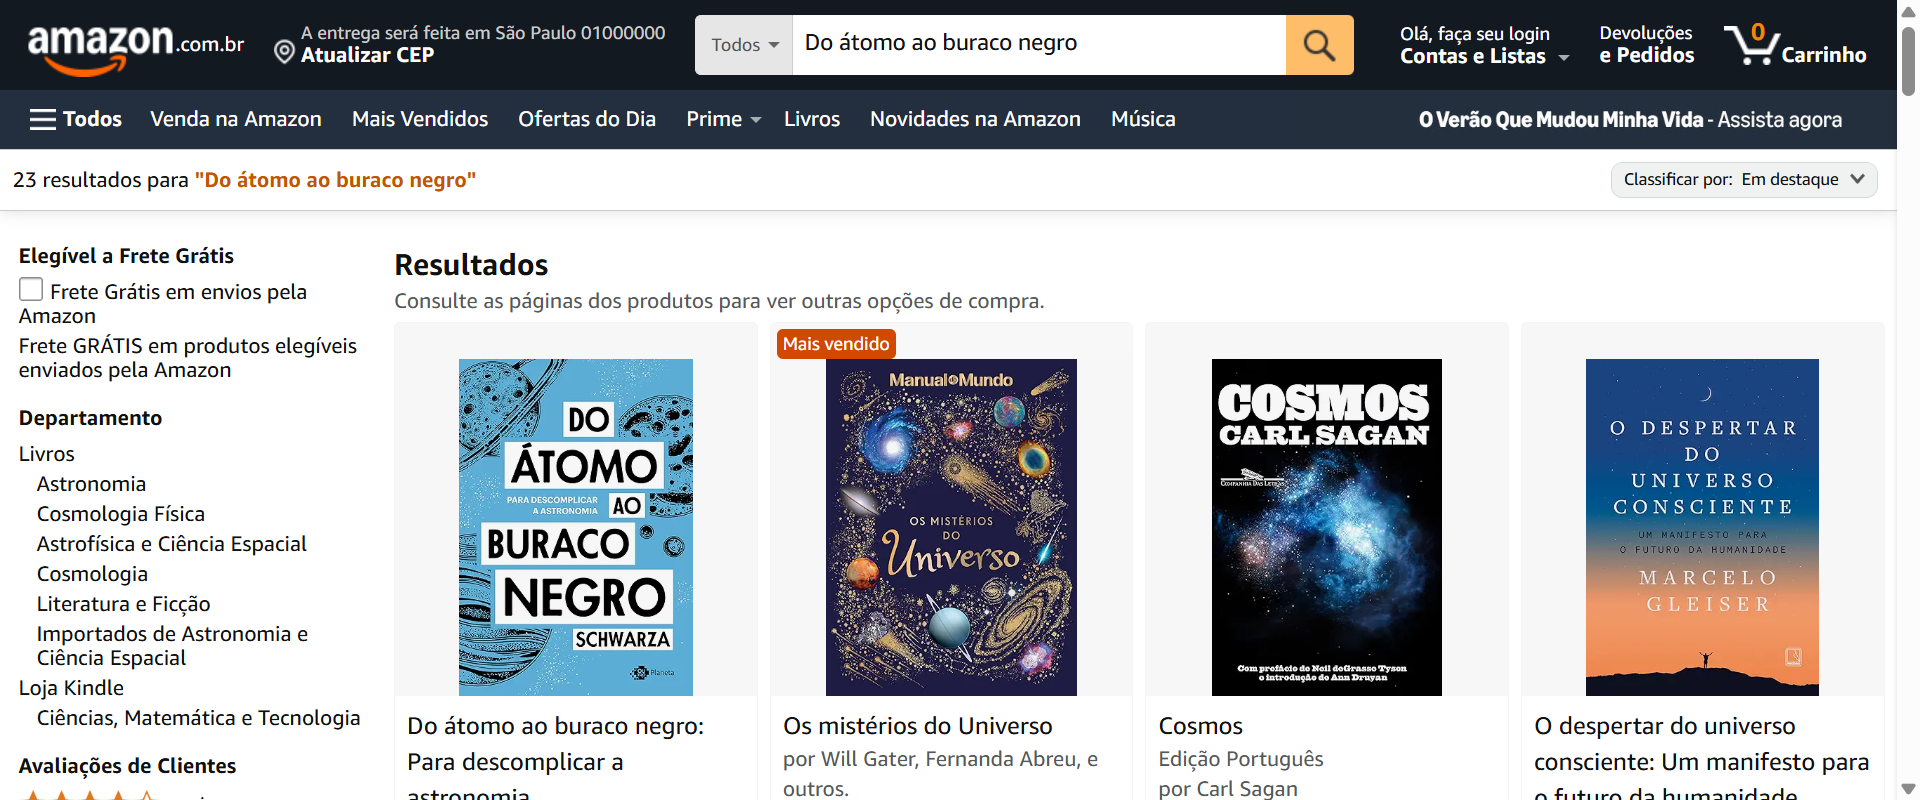 amazon.com.br
A entrega será feita em São Paulo 01000000
Atualizar CEP
Todos
Do átomo ao buraco negro
Olá, faça seu login
Contas e Listas
Devoluções
e Pedidos
0
Carrinho
Todos
Venda na Amazon
Mais Vendidos
Ofertas do Dia
Prime
Livros
Novidades na Amazon
Música
O Verão Que Mudou Minha Vida - Assista agora
23 resultados para "Do átomo ao buraco negro"
Classificar por: Em destaque
Elegível a Frete Grátis
Frete Grátis em envios pela
Amazon
Frete GRÁTIS em produtos elegíveis
enviados pela Amazon
Departamento
Livros
Astronomia
Cosmologia Física
Astrofísica e Ciência Espacial
Cosmologia
Literatura e Ficção
Importados de Astronomia e
Ciência Espacial
Loja Kindle
Ciências, Matemática e Tecnologia
Avaliações de Clientes
Resultados
Consulte as páginas dos produtos para ver outras opções de compra.
DO
ÁTOMO
PARA DESCOMPLICAR
A ASTRONOMIA
AO
BURACO
NEGRO
SCHWARZA
Planeta
Do átomo ao buraco negro:
Para descomplicar a
astronomia
Mais vendido
Manual do Mundo
OS MISTÉRIOS
DO
Universo
Os mistérios do Universo
por Will Gater, Fernanda Abreu, e
outros.
COSMOS
CARL SAGAN
COMPANHIA DAS LETRAS
Com prefácio de Neil deGrasse Tyson
e introdução de Ann Druyan
Cosmos
Edição Português
por Carl Sagan
O DESPERTAR
DO
UNIVERSO
CONSCIENTE
UM MANIFESTO PARA
O FUTURO DA HUMANIDADE
MARCELO
GLEISER
O despertar do universo
consciente: Um manifesto para
o futuro da humanidade